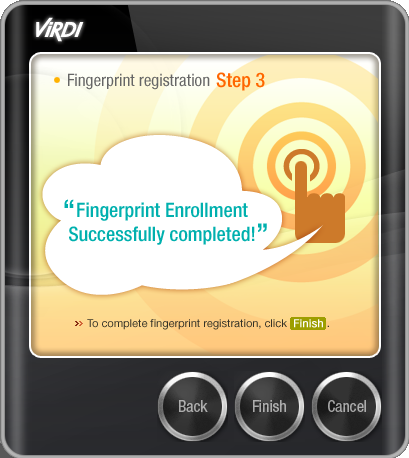 ViRDI
• Fingerprint registration Step 3
“Fingerprint Enrollment
Successfully completed!”
>> To complete fingerprint registration, click Finish.
Back Finish Cancel